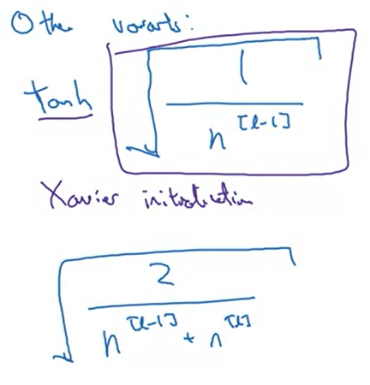 Other variants:
Tanh √(1 / n^[l-1])
Xavier initialization
√(2 / (n^[l-1] + n^[l]))